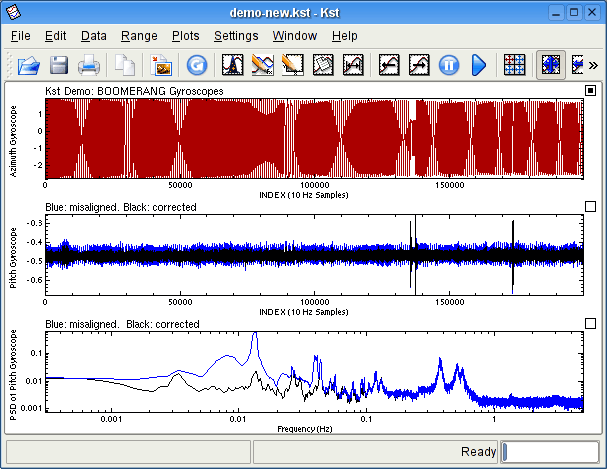 demo-new.kst - Kst
File Edit Data Range Plots Settings Window Help
»
Kst Demo: BOOMERANG Gyroscopes
Azimuth Gyroscope
1
0
-1
-2
0 50000 100000 150000
INDEX (10 Hz Samples)
Blue: misaligned. Black: corrected
Pitch Gyroscope
-0.3
-0.4
-0.5
-0.6
0 50000 100000 150000
INDEX (10 Hz Samples)
Blue: misaligned. Black: corrected
PSD of Pitch Gyroscope
0.1
0.01
0.001
0.001 0.01 0.1 1
Frequency (Hz)
Ready